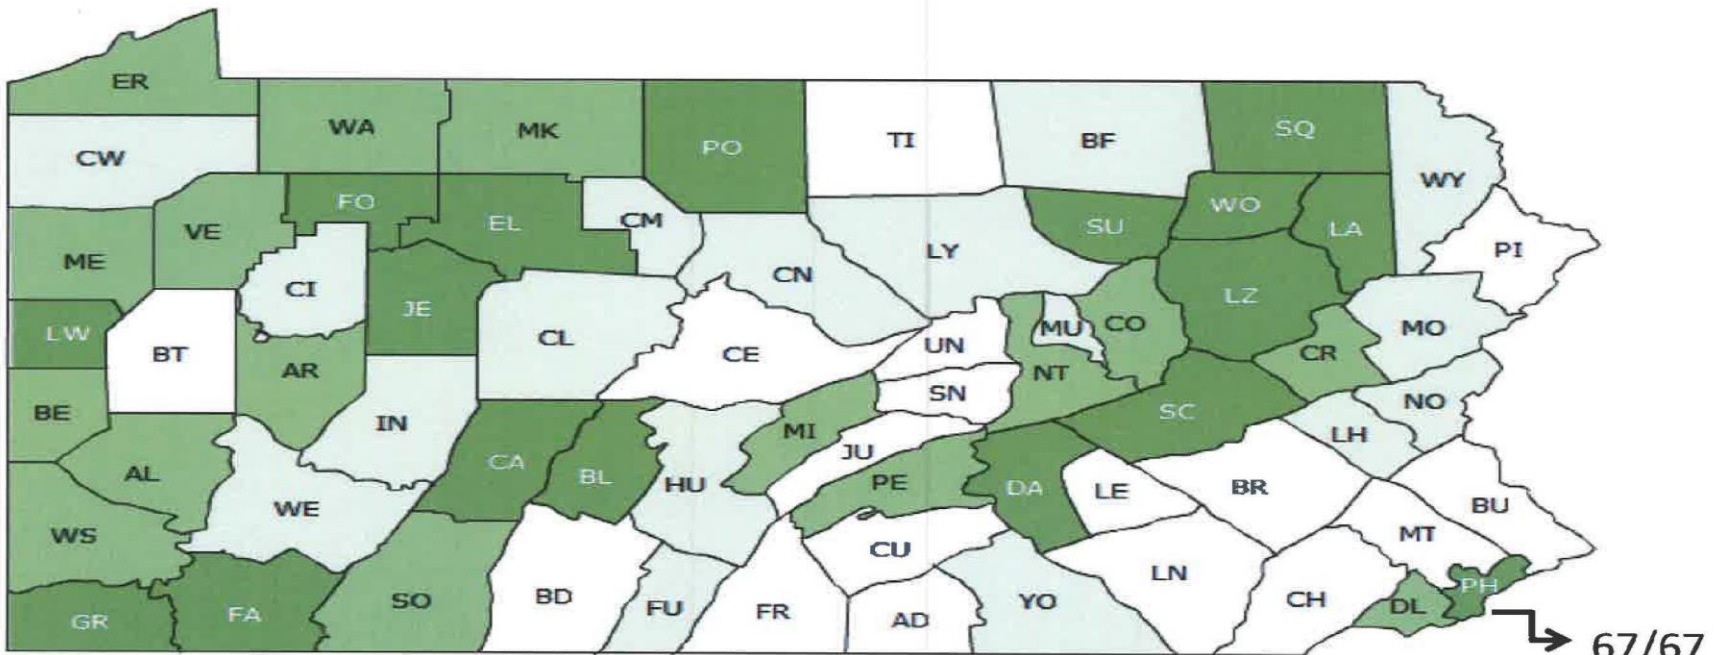 ER
WA
MK
PO
TI
BF
SQ
CW
WY
FO
EL
CM
SU
WO
LA
VE
ME
CI
CN
LY
PI
JE
LZ
LW
BT
CL
CE
UN
MU
CO
MO
AR
NT
CR
SN
BE
IN
MI
SC
NO
LH
JU
AL
CA
BL
HU
PE
DA
LE
BR
BU
WS
WE
CU
MT
LN
GR
FA
SO
BD
FU
FR
AD
YO
CH
DL
PH
67/67